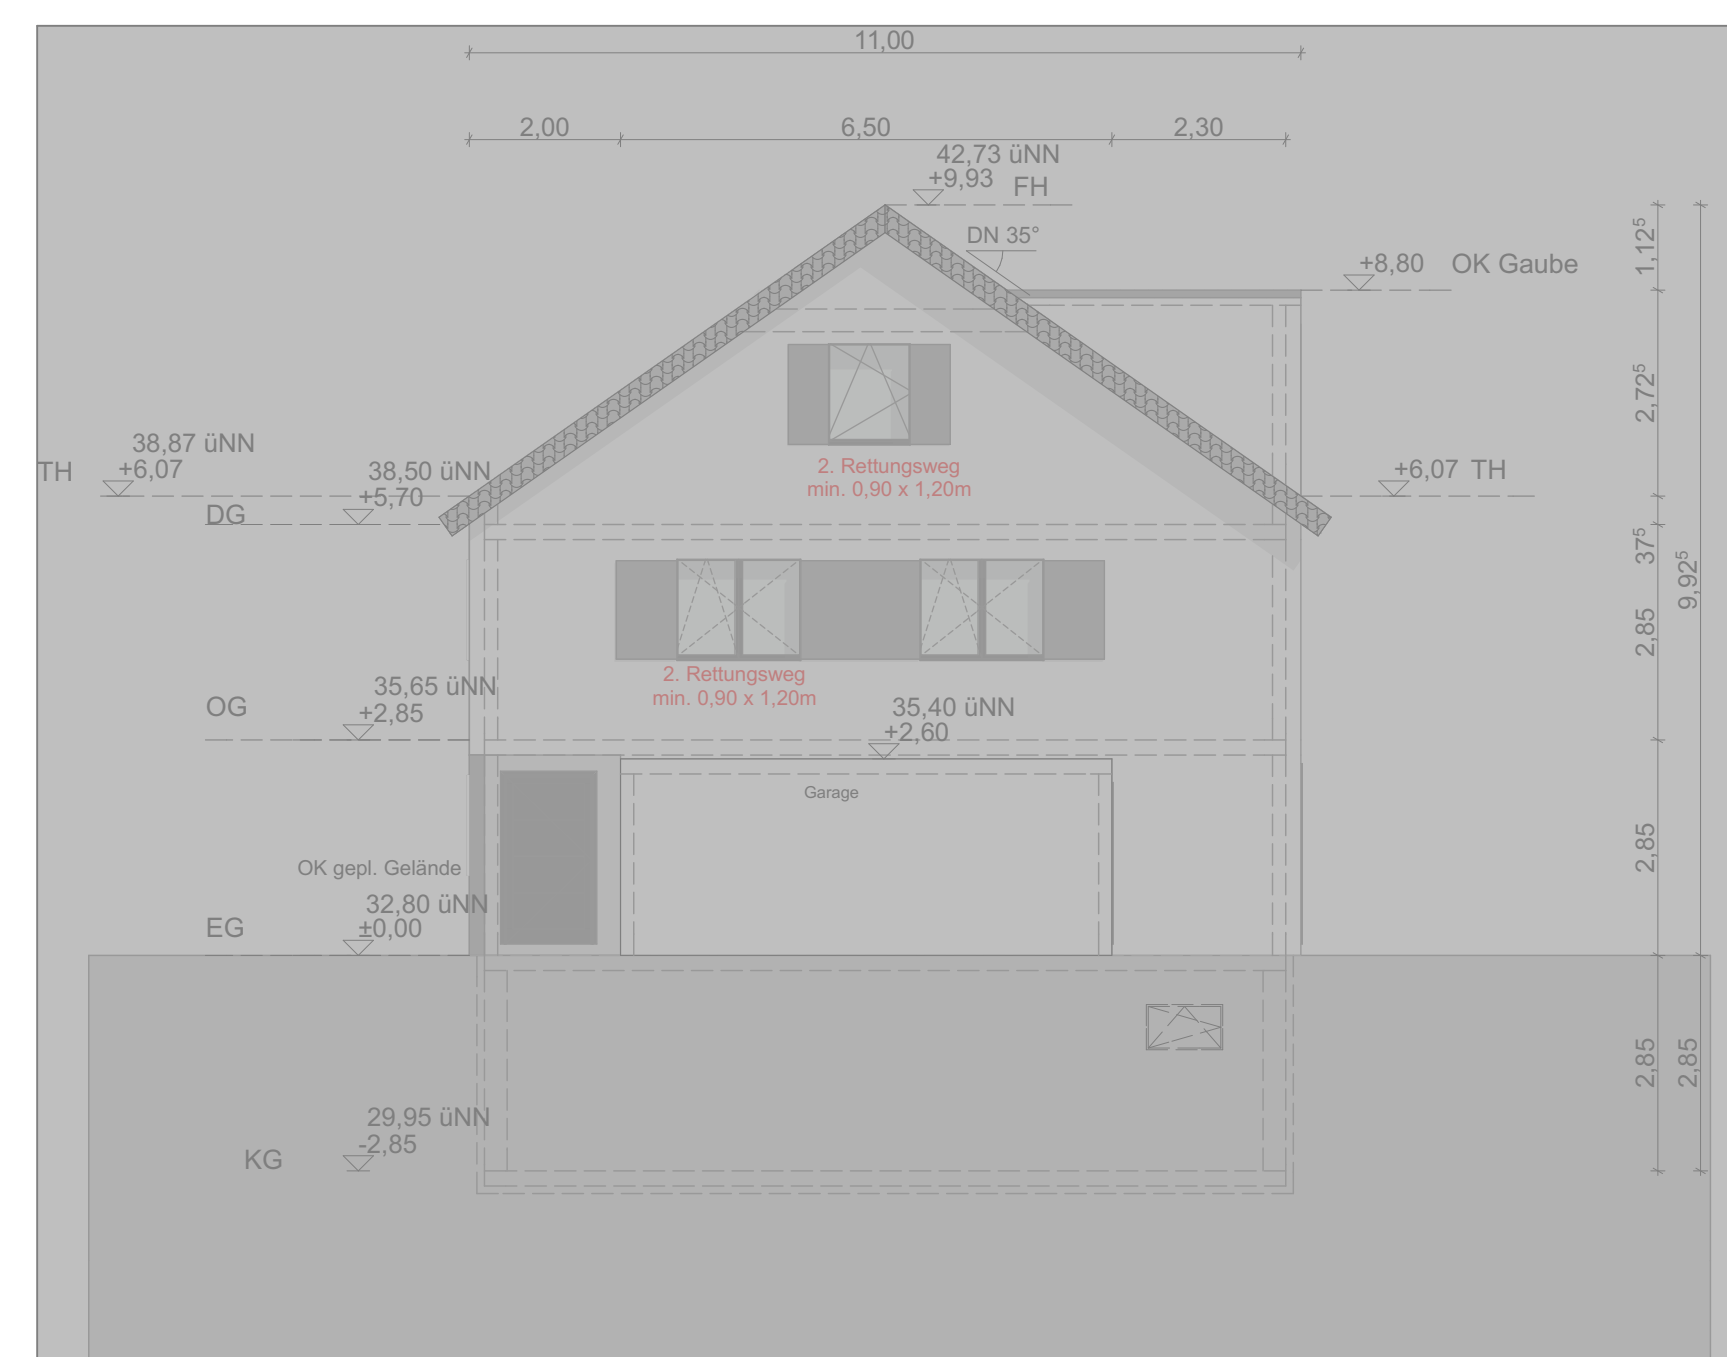 11,00
2,00
6,50
2,30
42,73 üNN
+9,93 FH
DN 35°
+8,80 OK Gaube
1,12⁵
2,72⁵
38,87 üNN
TH +6,07
38,50 üNN
+5,70
DG
2. Rettungsweg
min. 0,90 x 1,20m
+6,07 TH
37⁵
9,92⁵
2,85
2. Rettungsweg
min. 0,90 x 1,20m
35,65 üNN
OG +2,85
35,40 üNN
+2,60
Garage
2,85
OK gepl. Gelände
32,80 üNN
EG ±0,00
2,85
2,85
29,95 üNN
-2,85
KG